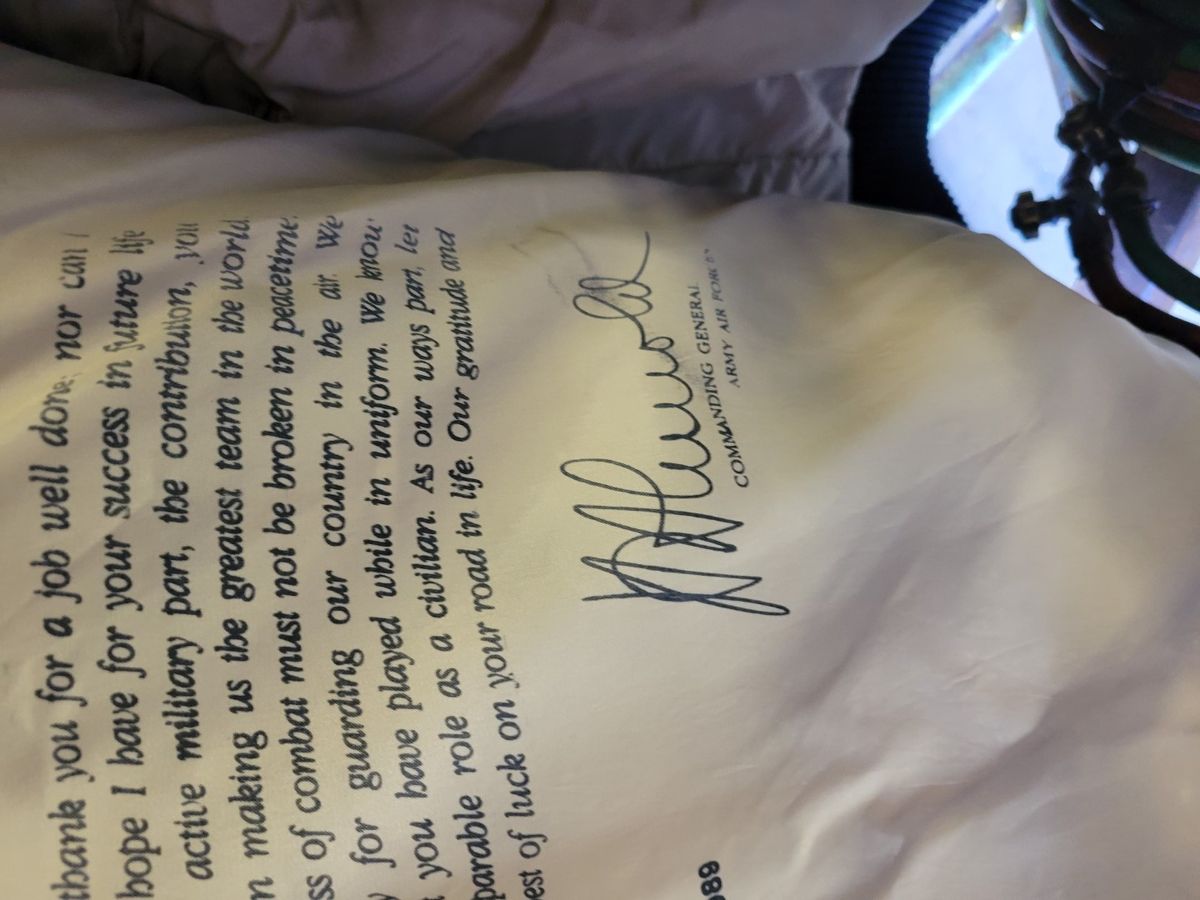 thank you for a job well done; nor can I
hope I have for your success in future life
active military part, the contribution, you
making us the greatest team in the world.
of combat must not be broken in peacetime.
for guarding our country in the air. We
you have played while in uniform. We know
role as a civilian. As our ways part, let
of luck on your road in life. Our gratitude and
H H Arnold
COMMANDING GENERAL
ARMY AIR FORCES
089